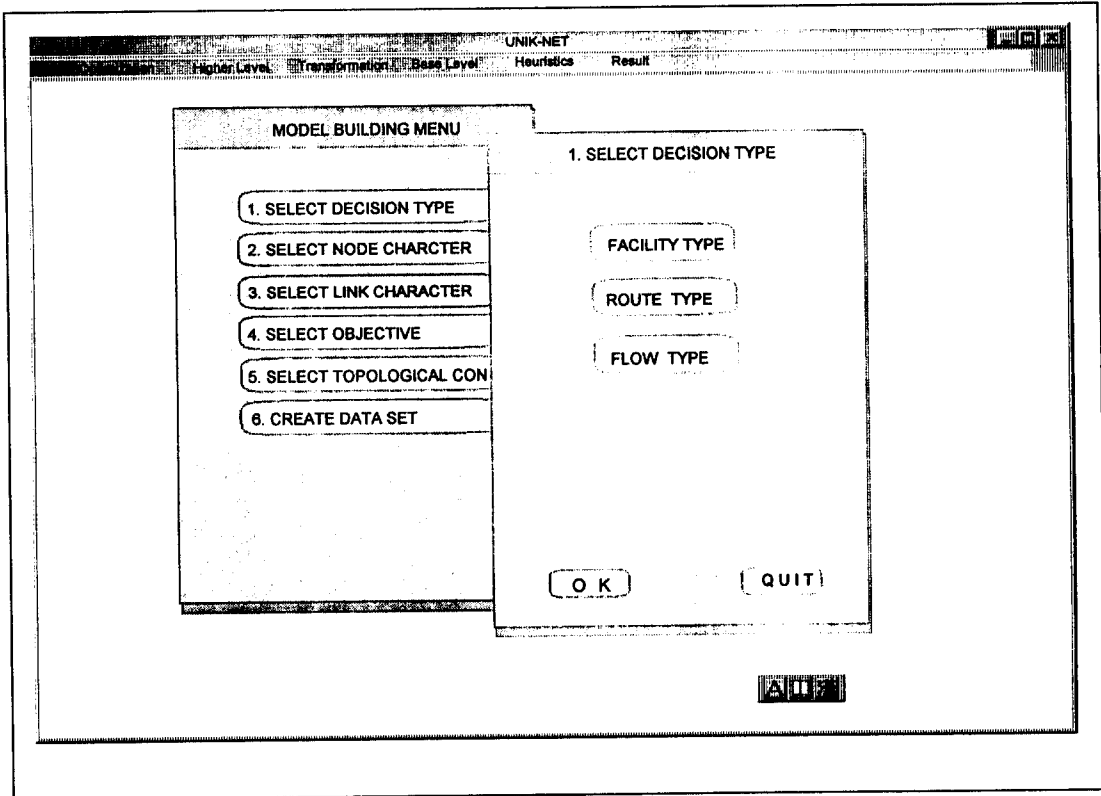 UNIK-NET
Higher Level Transformation Base Level Heuristics Result
MODEL BUILDING MENU
1. SELECT DECISION TYPE
2. SELECT NODE CHARCTER
3. SELECT LINK CHARACTER
4. SELECT OBJECTIVE
5. SELECT TOPOLOGICAL CON
6. CREATE DATA SET
1. SELECT DECISION TYPE
FACILITY TYPE
ROUTE TYPE
FLOW TYPE
O K
QUIT